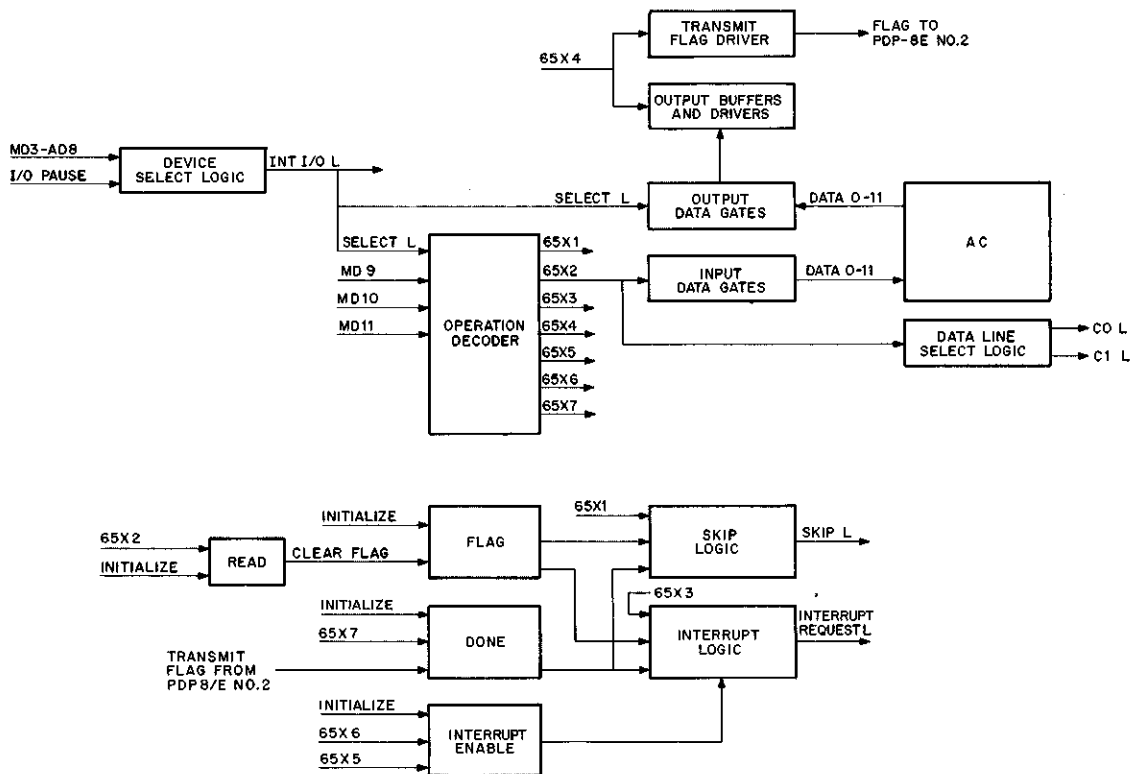 TRANSMIT
FLAG DRIVER
FLAG TO
PDP-8E NO.2
65X4
OUTPUT BUFFERS
AND DRIVERS
MD3-AD8
I/O PAUSE
DEVICE
SELECT LOGIC
INT I/O L
SELECT L
OUTPUT
DATA GATES
DATA 0-11
AC
SELECT L
MD9
MD10
MD11
OPERATION
DECODER
65X1
65X2
65X3
65X4
65X5
65X6
65X7
INPUT
DATA GATES
DATA 0-11
DATA LINE
SELECT LOGIC
C0 L
C1 L
65X2
INITIALIZE
READ
CLEAR FLAG
INITIALIZE
FLAG
65X1
SKIP
LOGIC
SKIP L
INITIALIZE
65X7
TRANSMIT
FLAG FROM
PDP8/E NO.2
DONE
65X3
INTERRUPT
LOGIC
INTERRUPT
REQUEST L
INITIALIZE
65X6
65X5
INTERRUPT
ENABLE